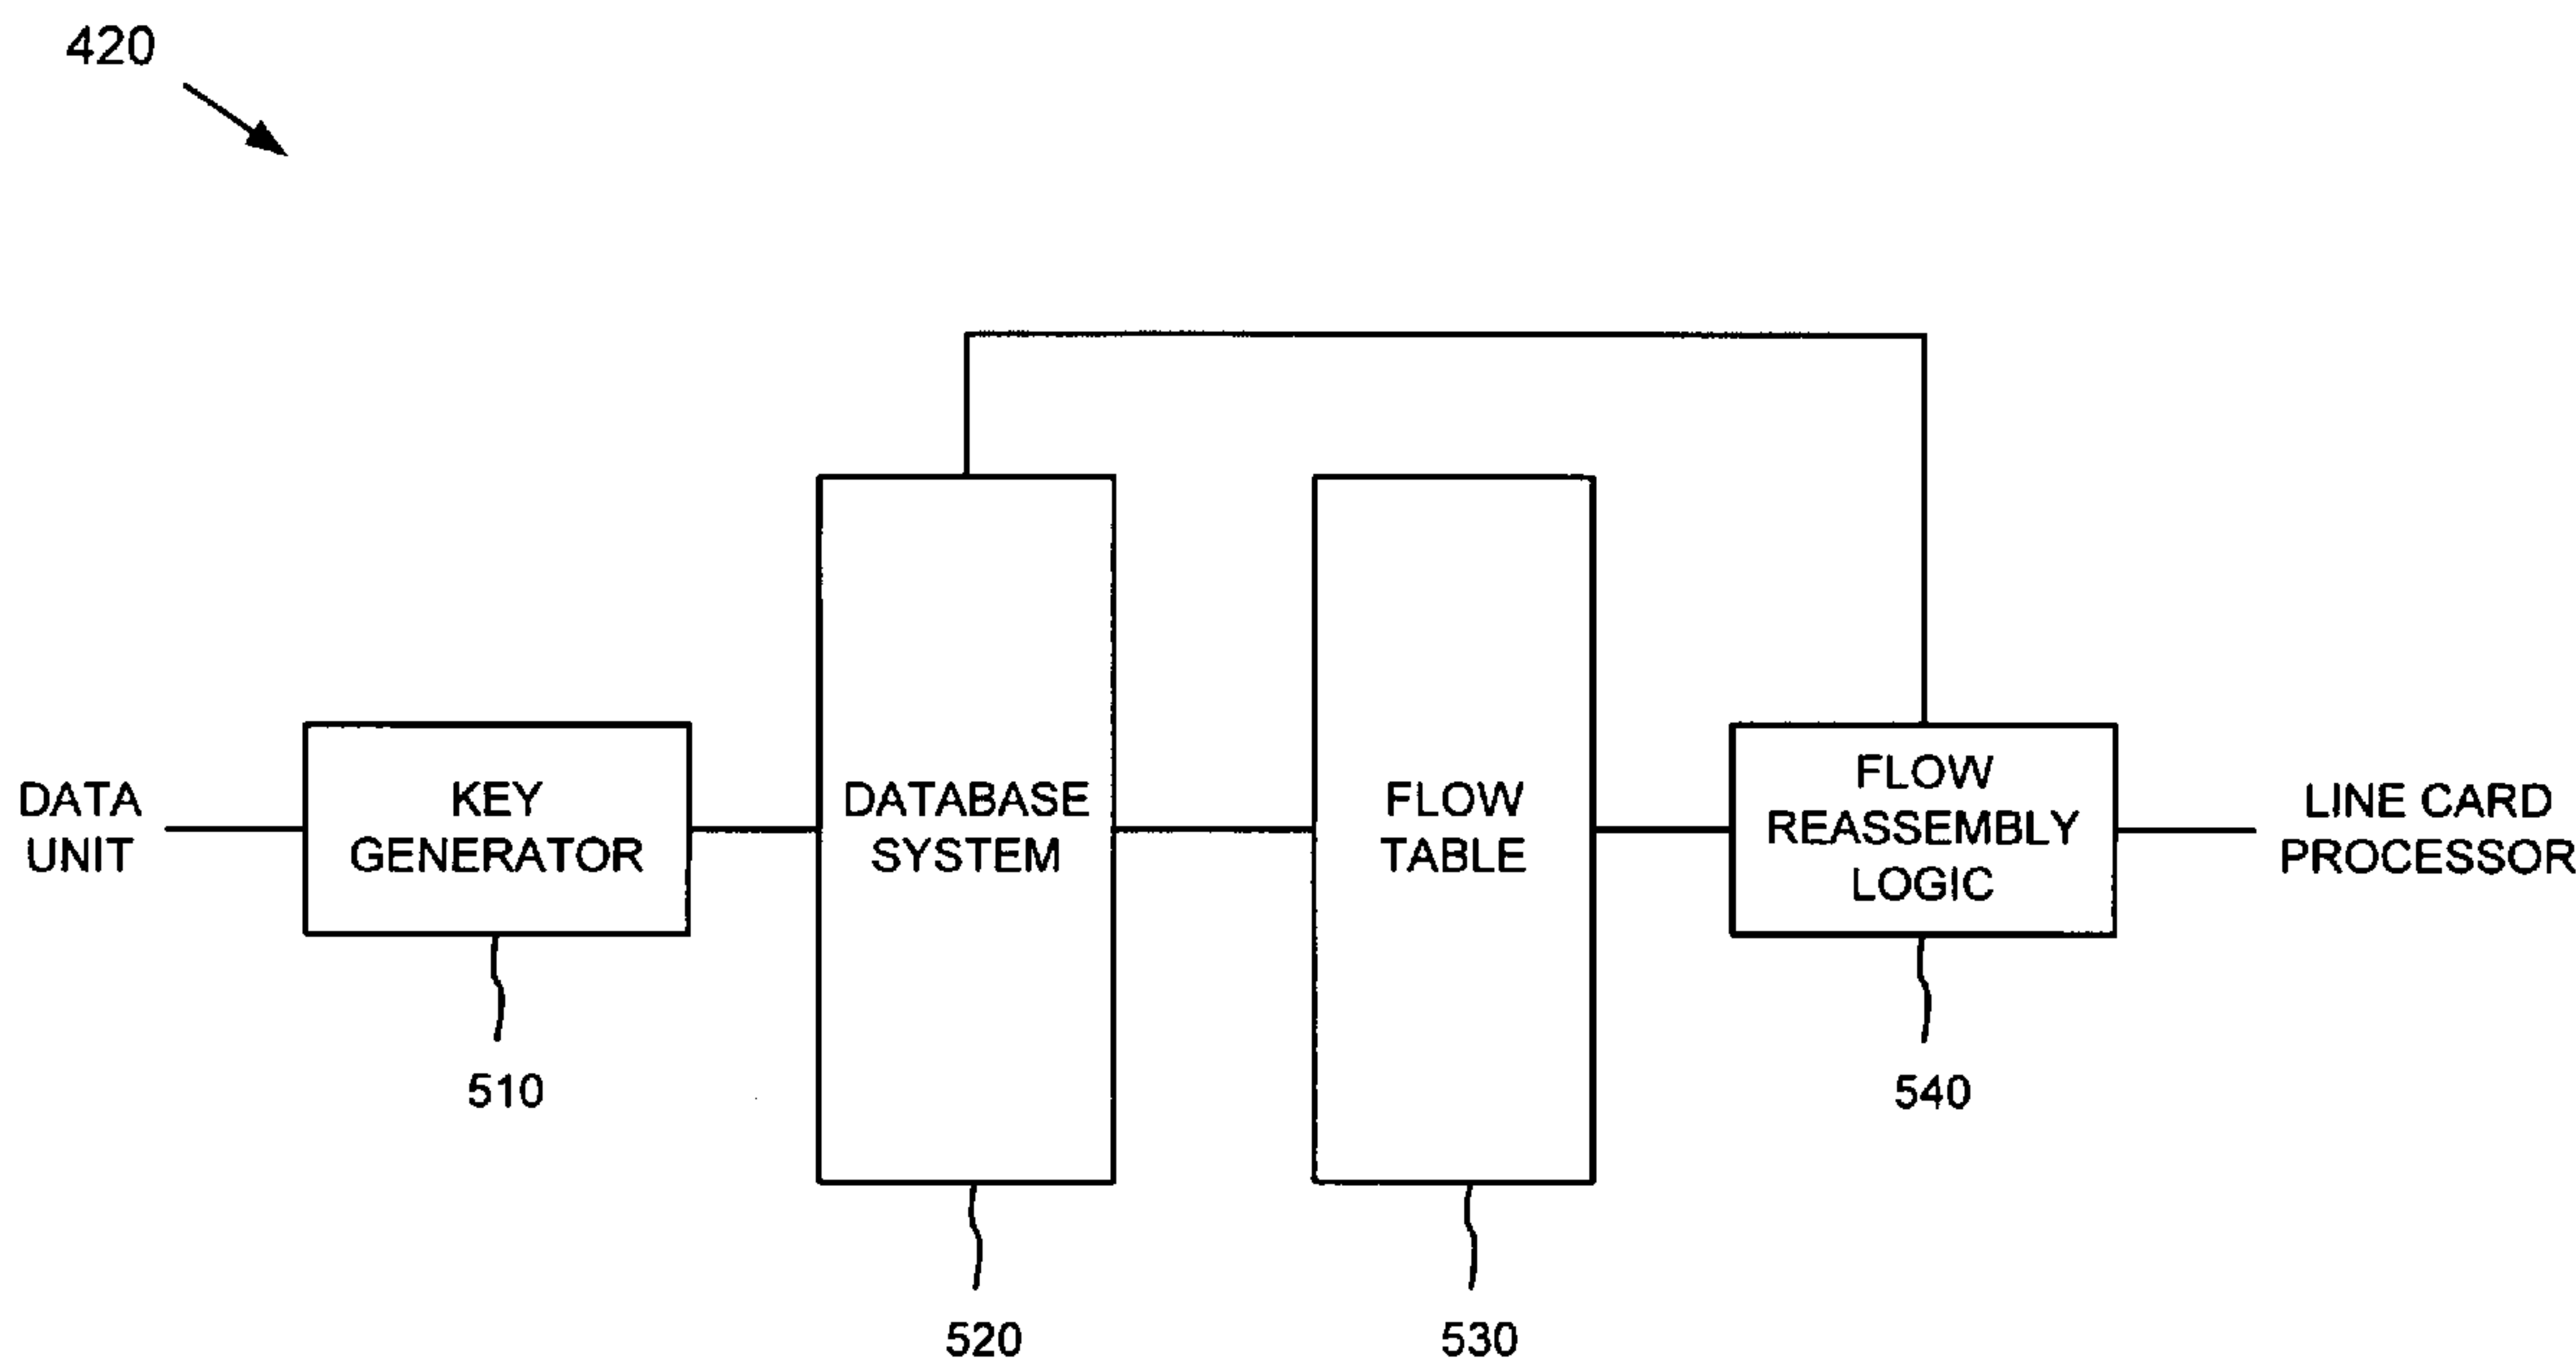 420
DATA
UNIT
KEY
GENERATOR
DATABASE
SYSTEM
FLOW
TABLE
FLOW
REASSEMBLY
LOGIC
LINE CARD
PROCESSOR
510
540
520
530